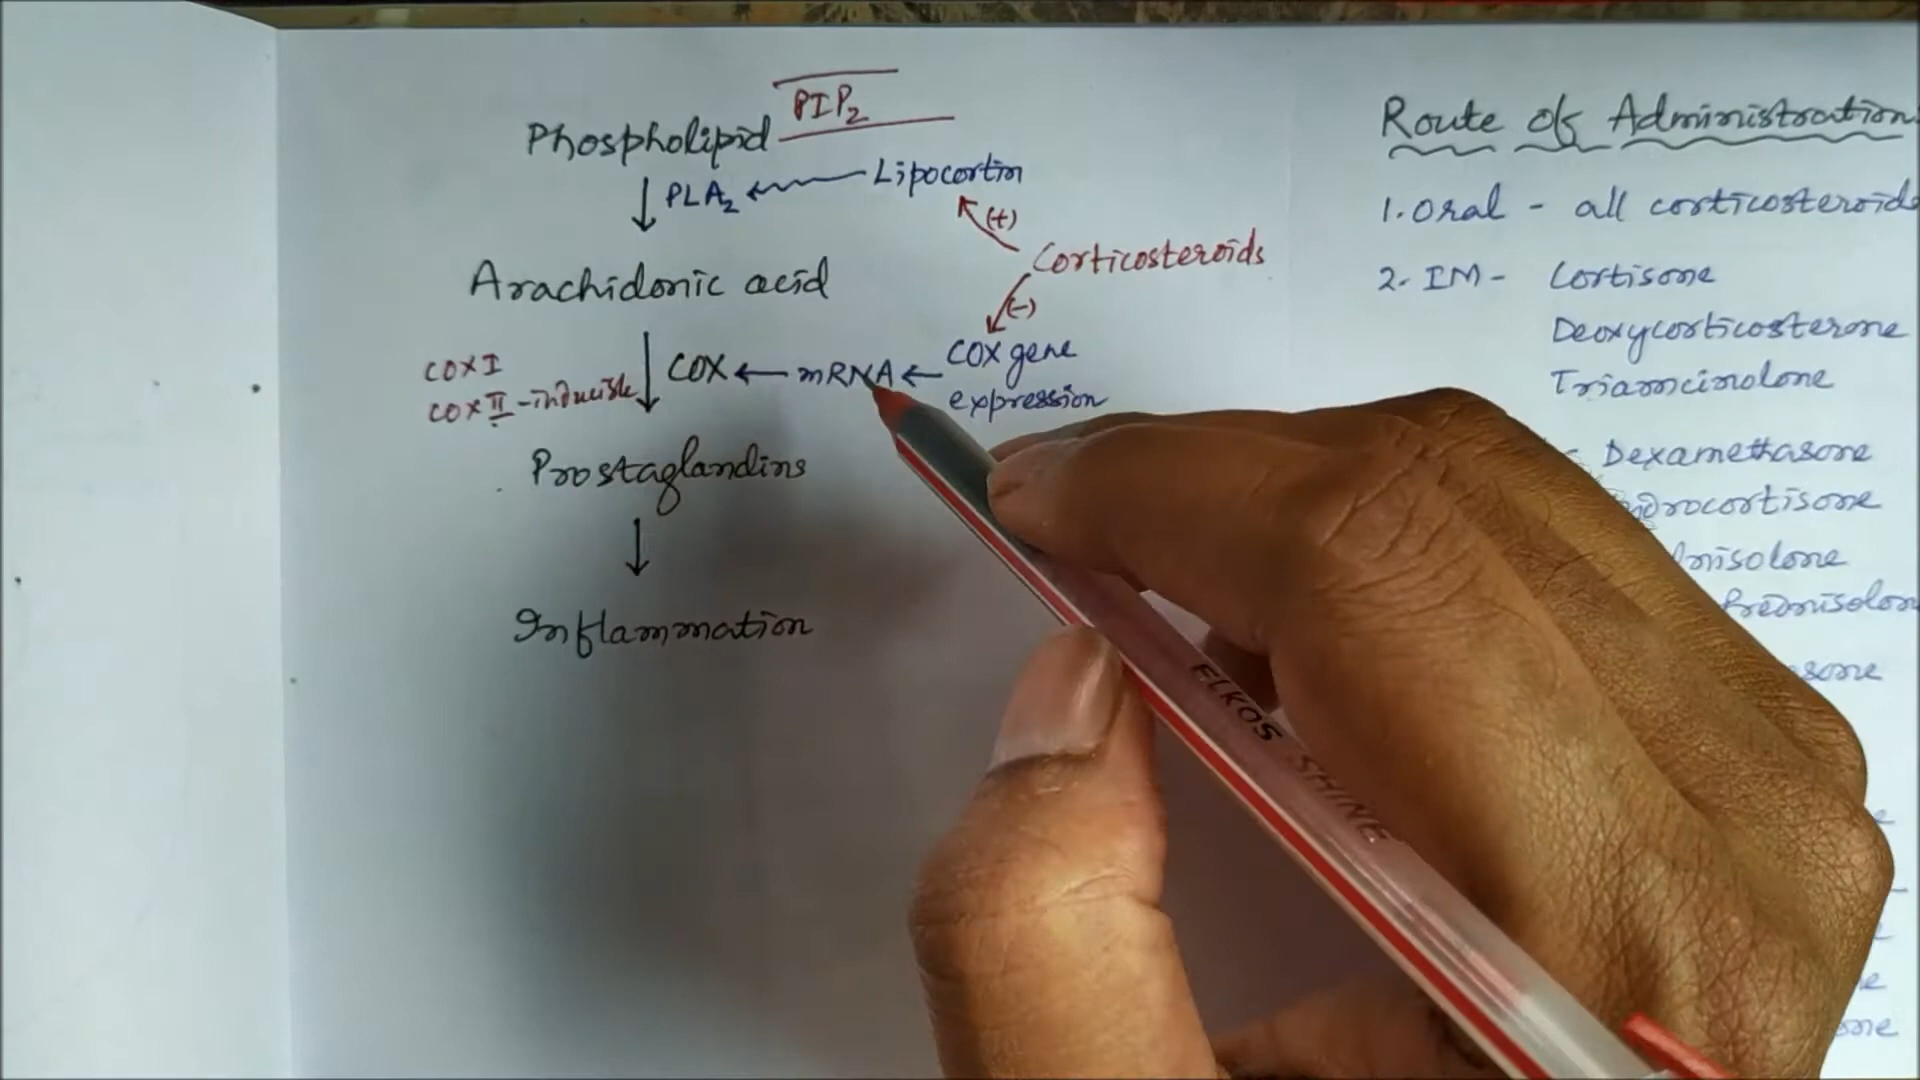 PIP2
Phospholipid
PLA2
Lipocortin
(+)
Corticosteroids
(-)
Arachidonic acid
COX I
COX II - inducible
COX
mRNA
COX gene
expression
Prostaglandins
Inflammation
Route of Administration
1. Oral - all corticosteroids
2. IM - Cortisone
Deoxycorticosterone
Triamcinolone
Dexamethasone
ELKOS SHINE